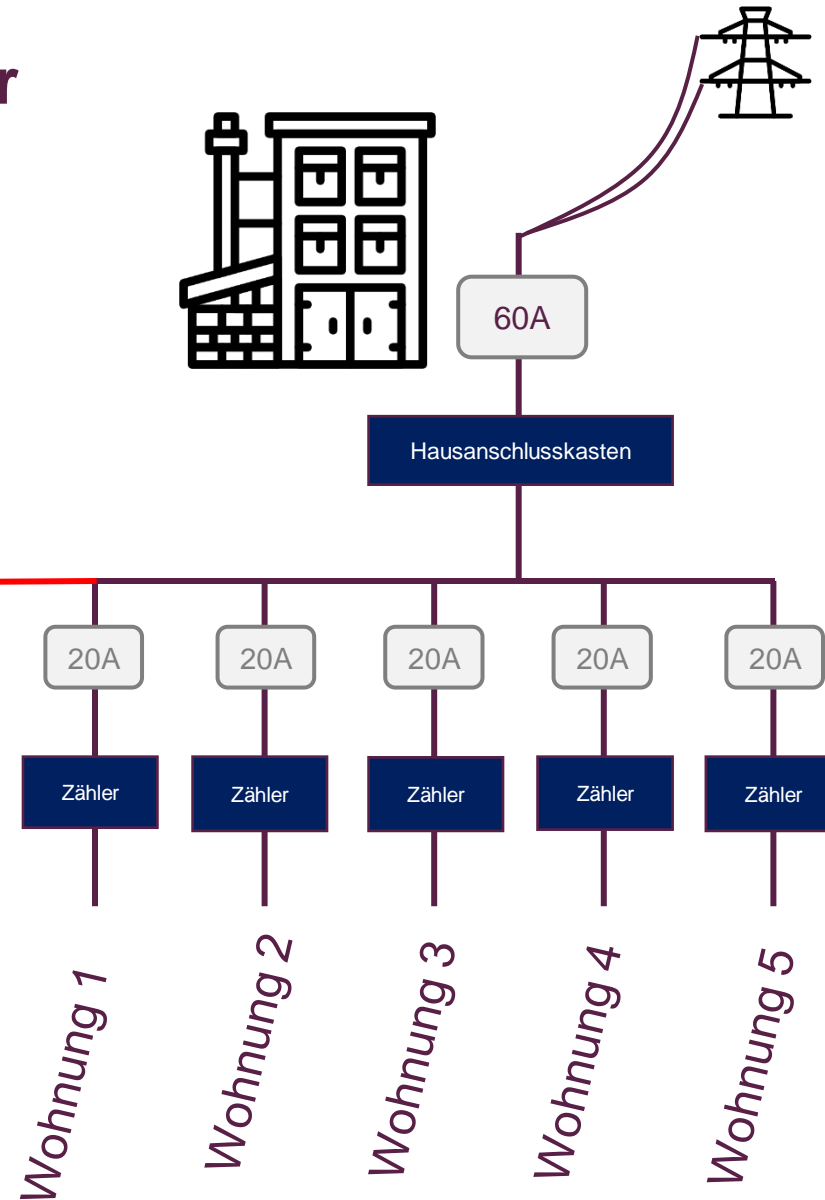 r
60A
Hausanschlusskasten
20A 20A 20A 20A 20A
Zähler Zähler Zähler Zähler Zähler
Wohnung 1 Wohnung 2 Wohnung 3 Wohnung 4 Wohnung 5